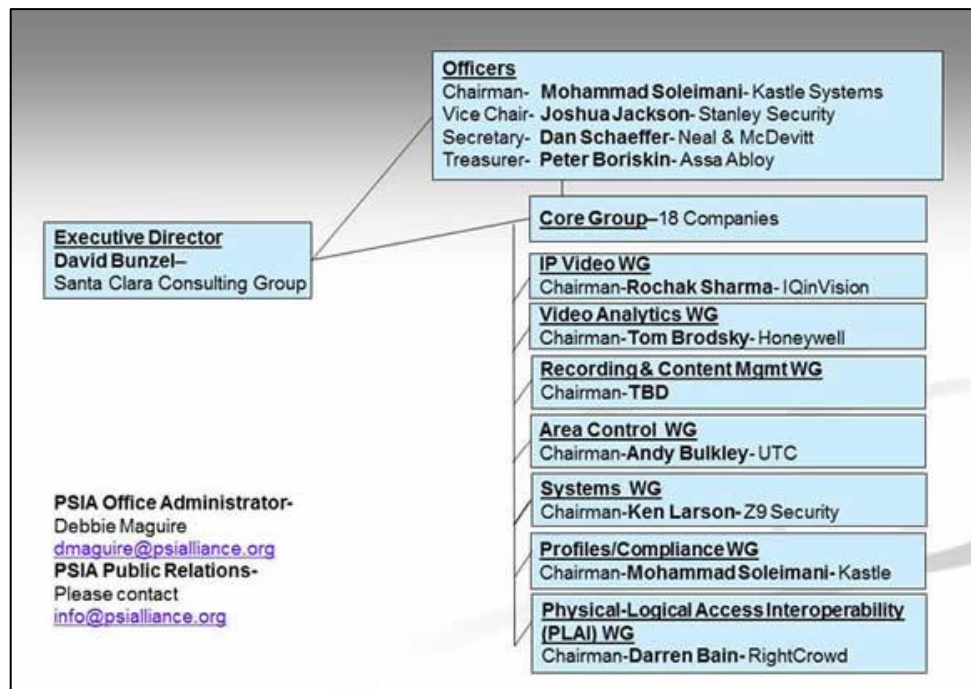 Officers
Chairman- Mohammad Soleimani- Kastle Systems
Vice Chair- Joshua Jackson- Stanley Security
Secretary- Dan Schaeffer- Neal & McDevitt
Treasurer- Peter Boriskin- Assa Abloy
Executive Director
David Bunzel–
Santa Clara Consulting Group
Core Group–18 Companies
IP Video WG
Chairman-Rochak Sharma- IQinVision
Video Analytics WG
Chairman-Tom Brodsky- Honeywell
Recording & Content Mgmt WG
Chairman-TBD
Area Control WG
Chairman-Andy Bulkley- UTC
Systems WG
Chairman-Ken Larson- Z9 Security
Profiles/Compliance WG
Chairman-Mohammad Soleimani- Kastle
Physical-Logical Access Interoperability
(PLAI) WG
Chairman-Darren Bain- RightCrowd
PSIA Office Administrator-
Debbie Maguire
dmaguire@psialliance.org
PSIA Public Relations-
Please contact
info@psialliance.org